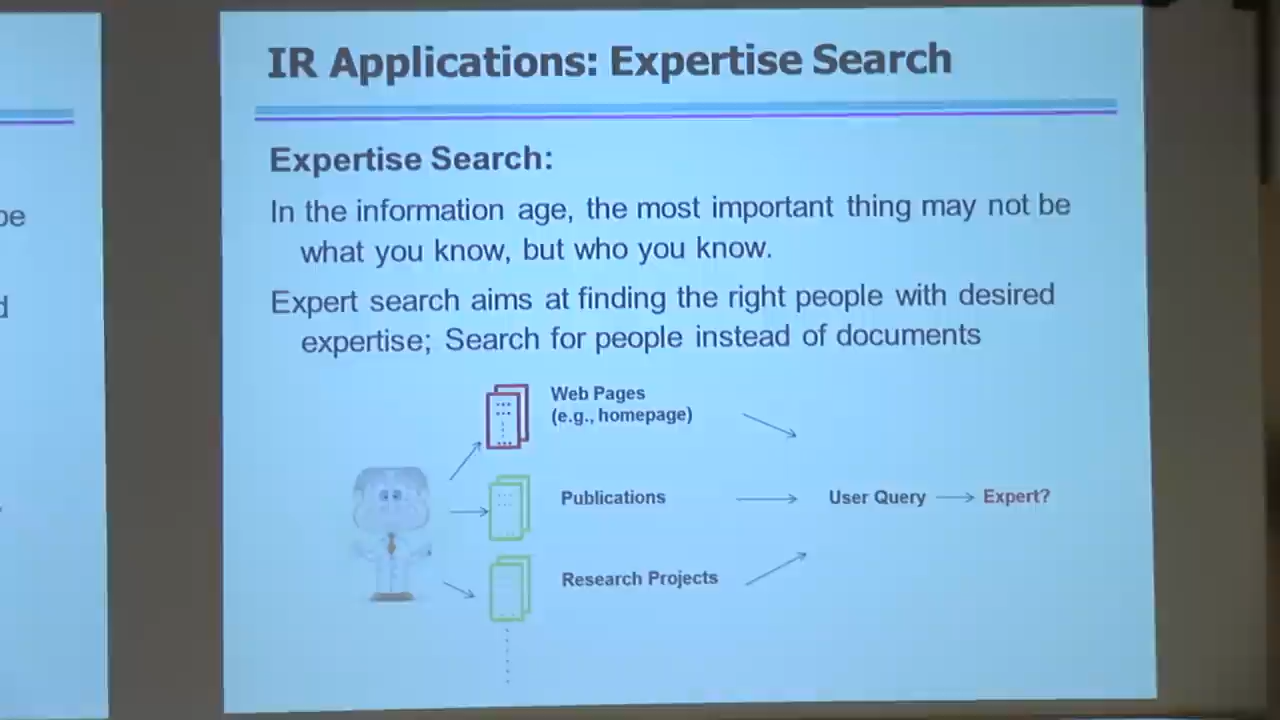 IR Applications: Expertise Search
Expertise Search:
In the information age, the most important thing may not be
what you know, but who you know.
Expert search aims at finding the right people with desired
expertise; Search for people instead of documents
Web Pages
(e.g., homepage)
Publications
User Query
Expert?
Research Projects